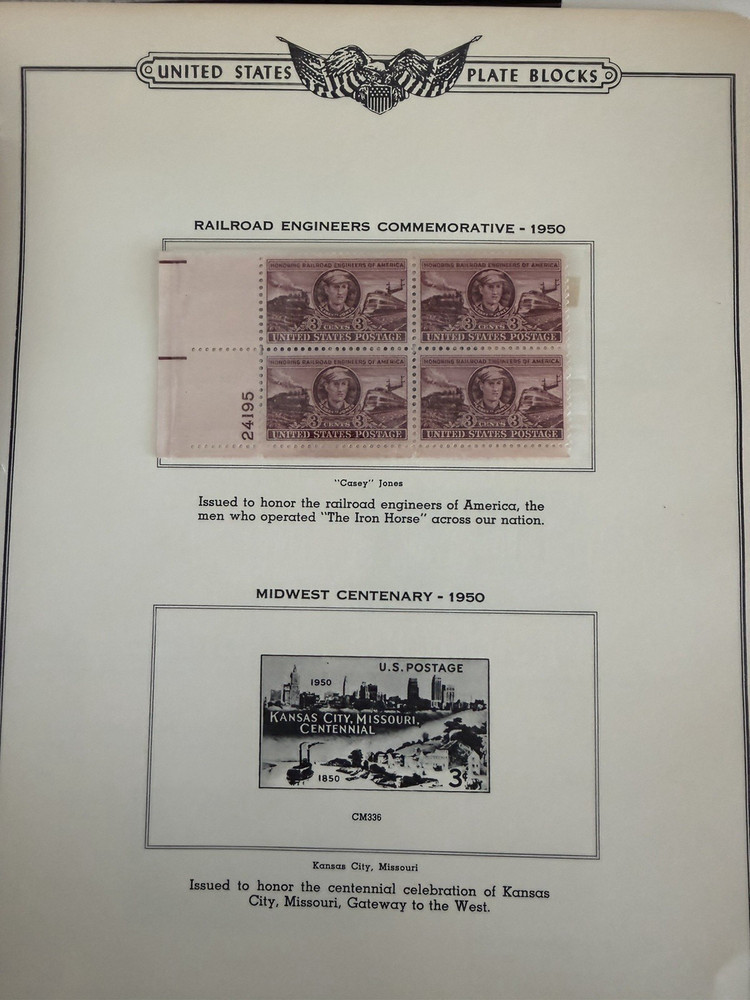 UNITED STATES PLATE BLOCKS
RAILROAD ENGINEERS COMMEMORATIVE - 1950
HONORING RAILROAD ENGINEERS OF AMERICA
3 CENTS 3
UNITED STATES POSTAGE
HONORING RAILROAD ENGINEERS OF AMERICA
3 CENTS 3
UNITED STATES POSTAGE
HONORING RAILROAD ENGINEERS OF AMERICA
3 CENTS 3
UNITED STATES POSTAGE
HONORING RAILROAD ENGINEERS OF AMERICA
3 CENTS 3
UNITED STATES POSTAGE
24195
"Casey" Jones
Issued to honor the railroad engineers of America, the
men who operated "The Iron Horse" across our nation.
MIDWEST CENTENARY - 1950
U.S. POSTAGE
1950
KANSAS CITY, MISSOURI,
CENTENNIAL
1850
3¢
CM336
Kansas City, Missouri
Issued to honor the centennial celebration of Kansas
City, Missouri, Gateway to the West.